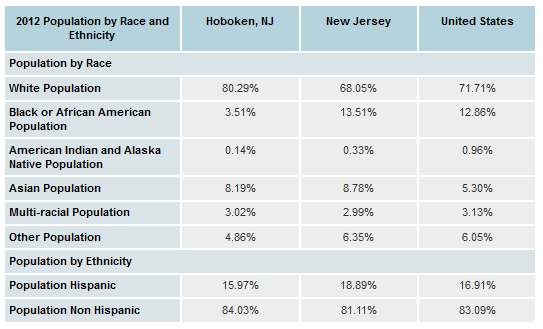 2012 Population by Race and Ethnicity Hoboken, NJ New Jersey United States
Population by Race
White Population 80.29% 68.05% 71.71%
Black or African American Population 3.51% 13.51% 12.86%
American Indian and Alaska Native Population 0.14% 0.33% 0.96%
Asian Population 8.19% 8.78% 5.30%
Multi-racial Population 3.02% 2.99% 3.13%
Other Population 4.86% 6.35% 6.05%
Population by Ethnicity
Population Hispanic 15.97% 18.89% 16.91%
Population Non Hispanic 84.03% 81.11% 83.09%